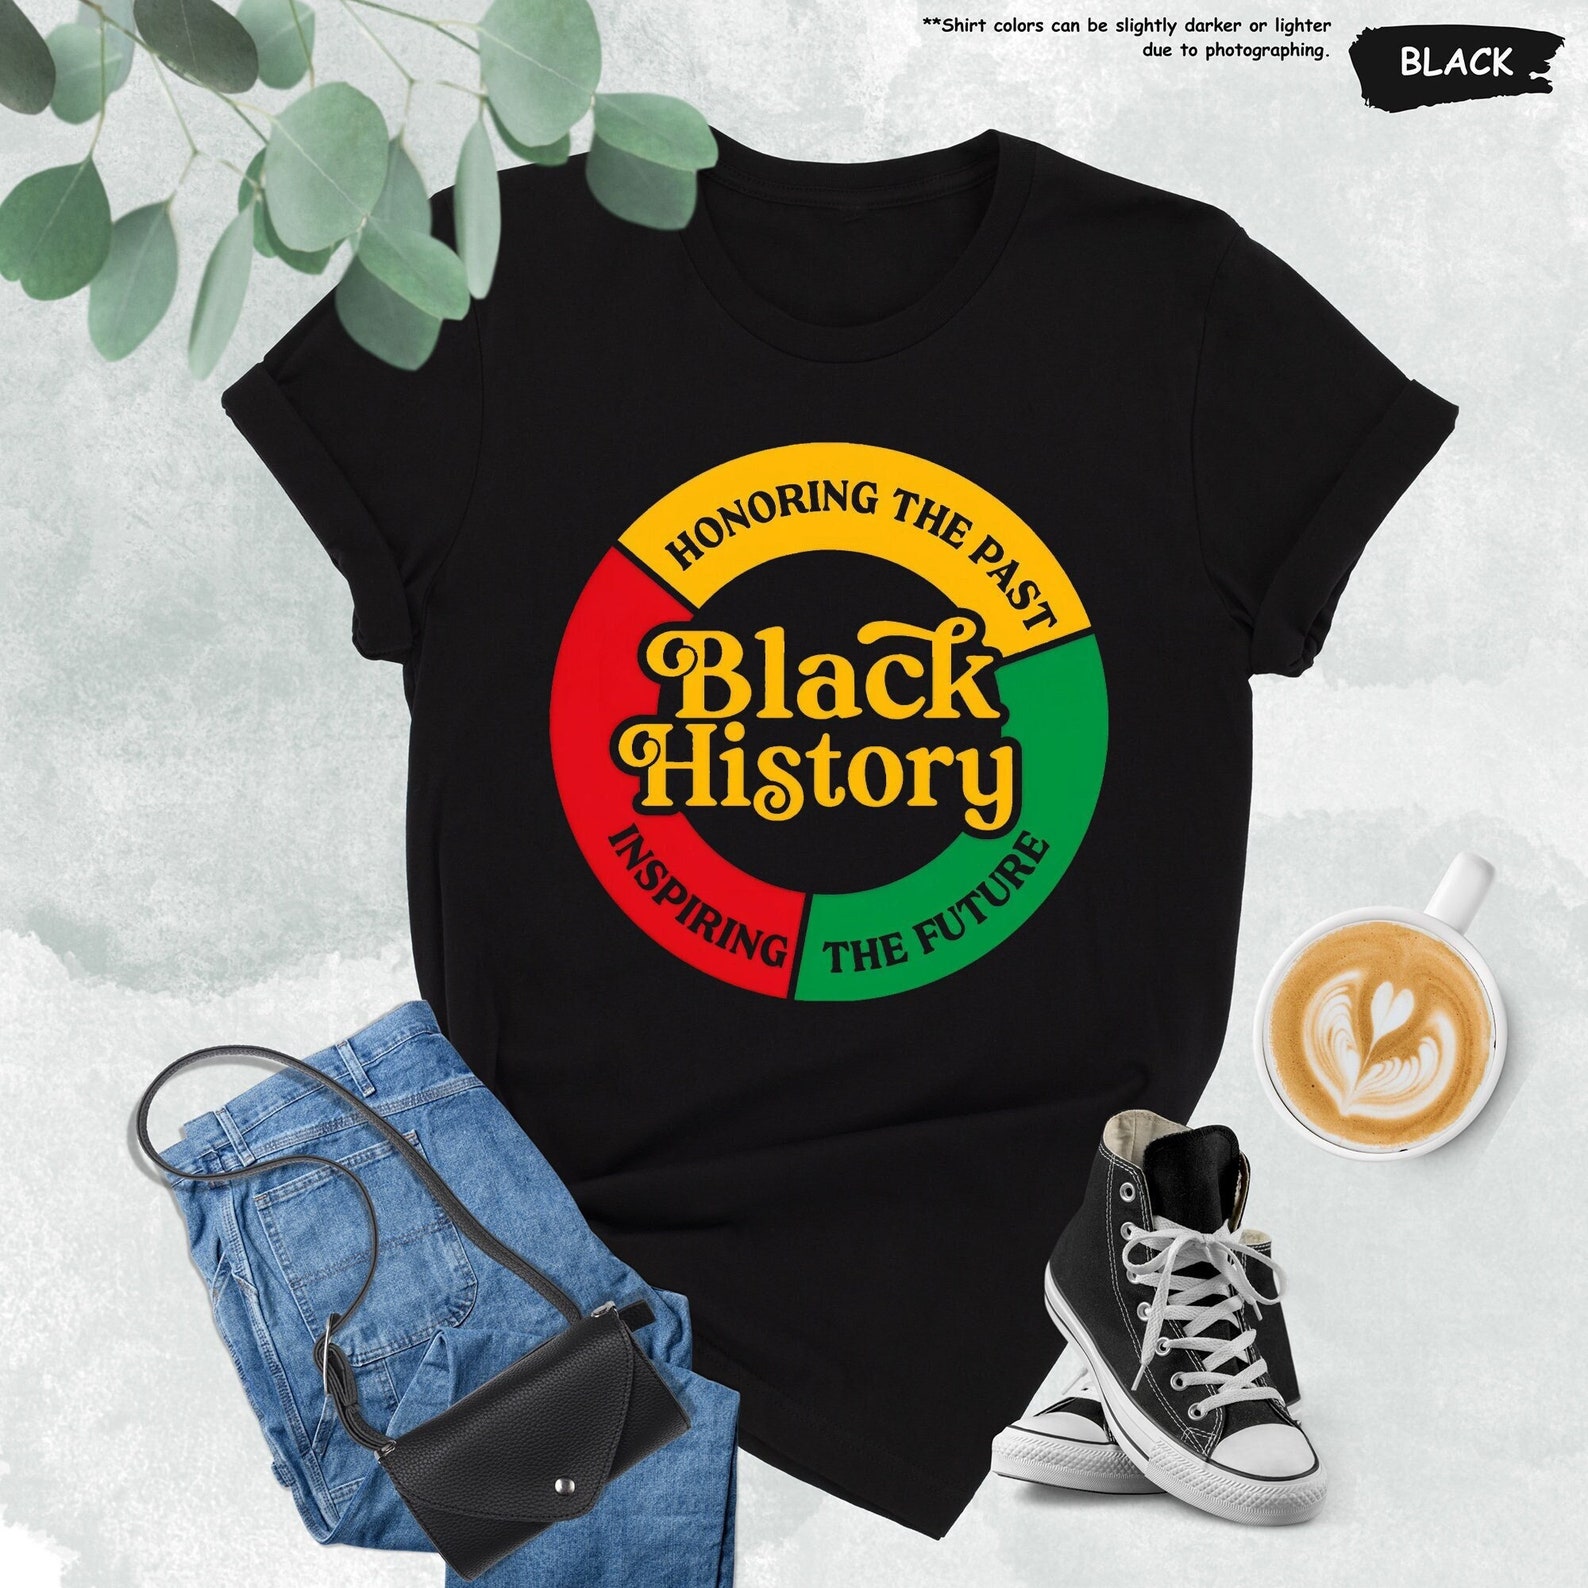 **Shirt colors can be slightly darker or lighter
due to photographing.
BLACK
HONORING THE PAST
Black
History
INSPIRING
THE FUTURE